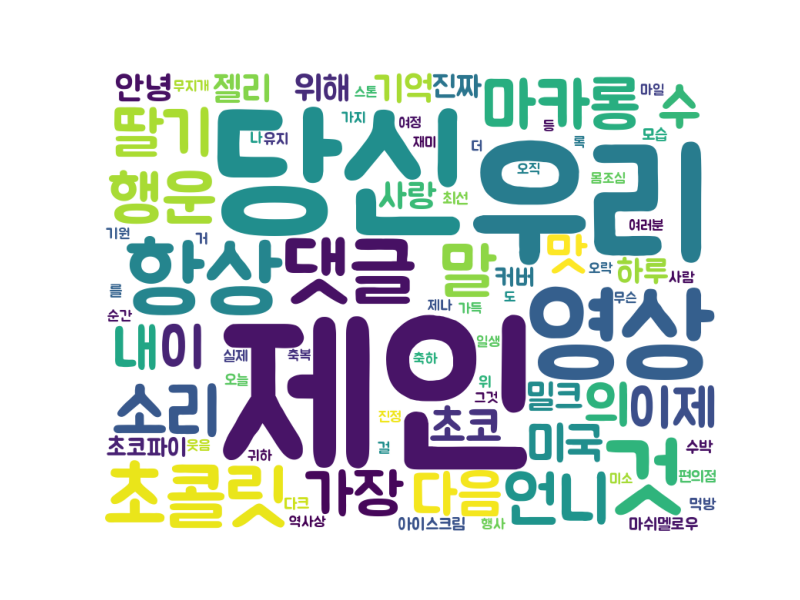 안녕 무지개 젤리 위해 스톤 기억 진짜 마카롱 마일 수
딸기 나 유지 당신 가지 여정 재미 더 등 록 모습
행운 사랑 최선 우리 오직 몸조심 여러분
기원 거 항상 댓글 말 커버 맛 오락 하루 사람
를 제나 가득 도 무슨
순간 내 이 실제 축복 제인 축하 일생 영상
오늘 위 그것
소리 진정 초코 밀크 의 이제
초코파이 웃음 귀하 걸 미국 것 수박
초콜릿 다크 가장 다음 언니 미소 편의점
역사상 아이스크림 행사 먹방 마쉬멜로우